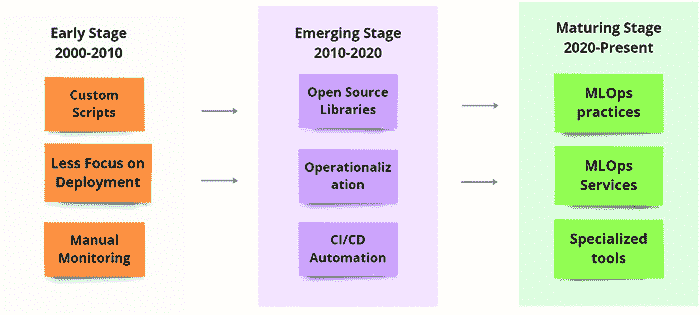 Early Stage
2000-2010
Custom
Scripts
Less Focus on
Deployment
Manual
Monitoring
Emerging Stage
2010-2020
Open Source
Libraries
Operationaliz
ation
CI/CD
Automation
Maturing Stage
2020-Present
MLOps
practices
MLOps
Services
Specialized
tools